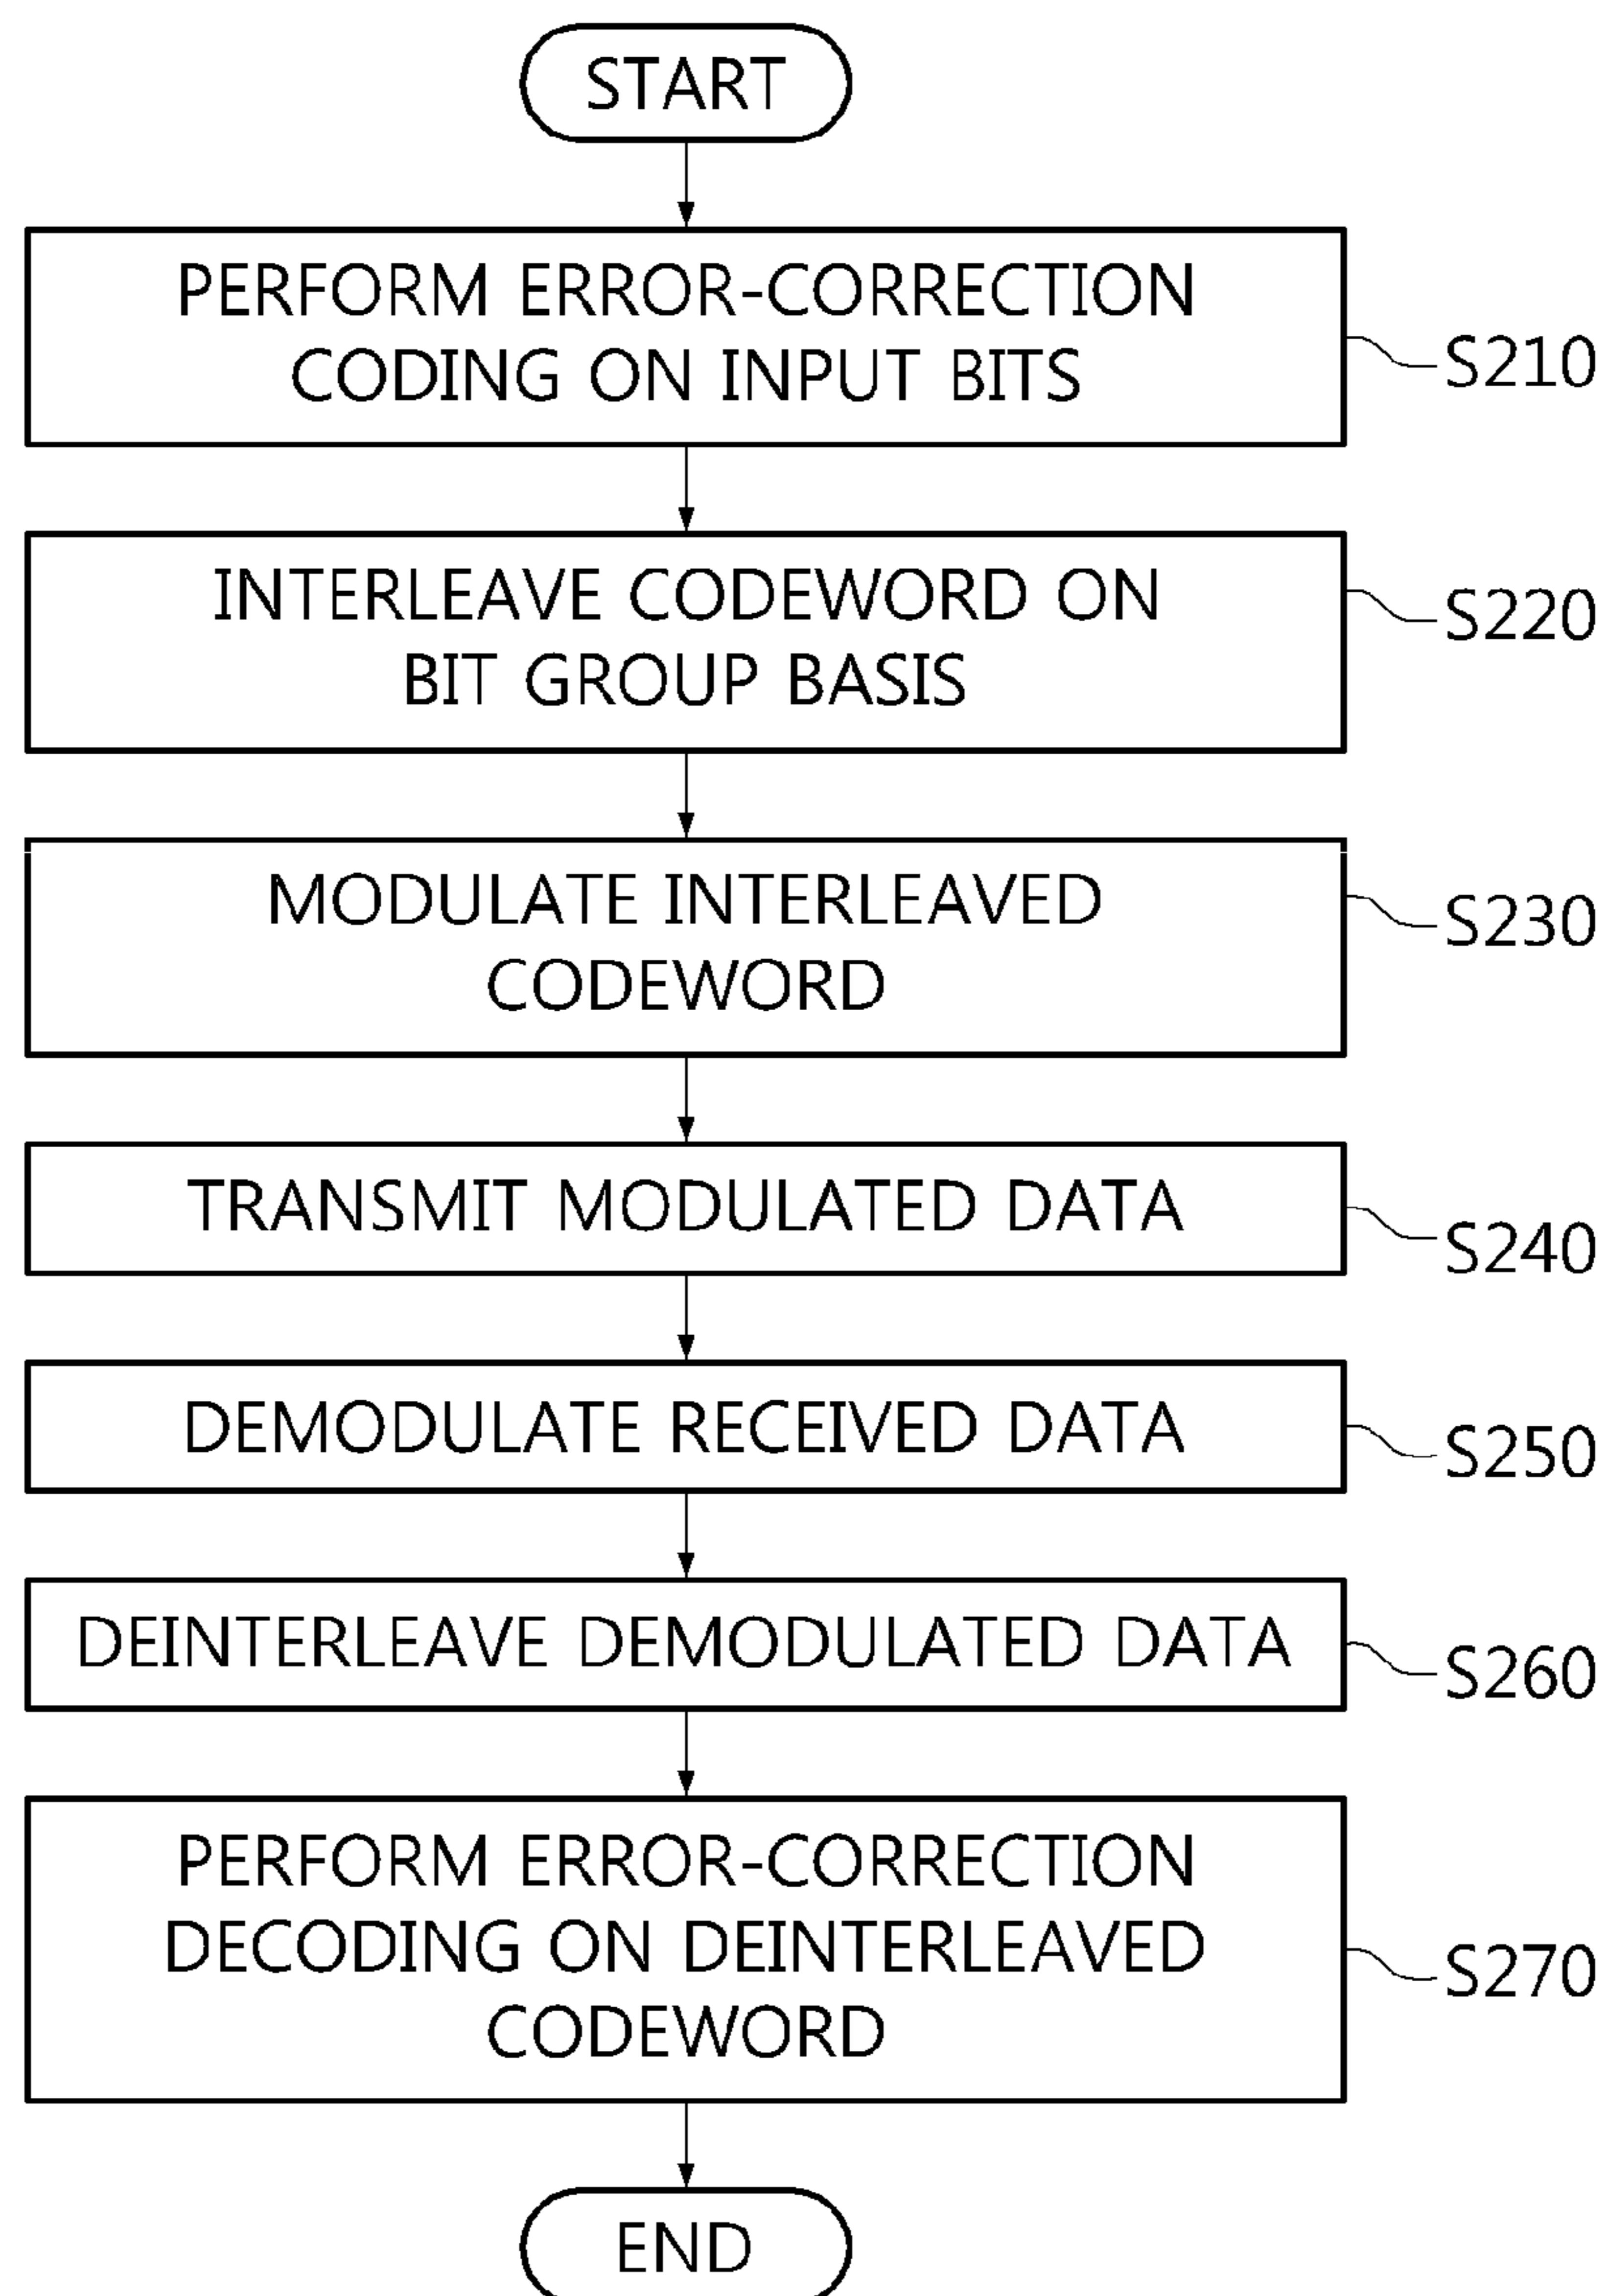 START
PERFORM ERROR-CORRECTION
CODING ON INPUT BITS
S210
INTERLEAVE CODEWORD ON
BIT GROUP BASIS
S220
MODULATE INTERLEAVED
CODEWORD
S230
TRANSMIT MODULATED DATA
S240
DEMODULATE RECEIVED DATA
S250
DEINTERLEAVE DEMODULATED DATA
S260
PERFORM ERROR-CORRECTION
DECODING ON DEINTERLEAVED
CODEWORD
S270
END